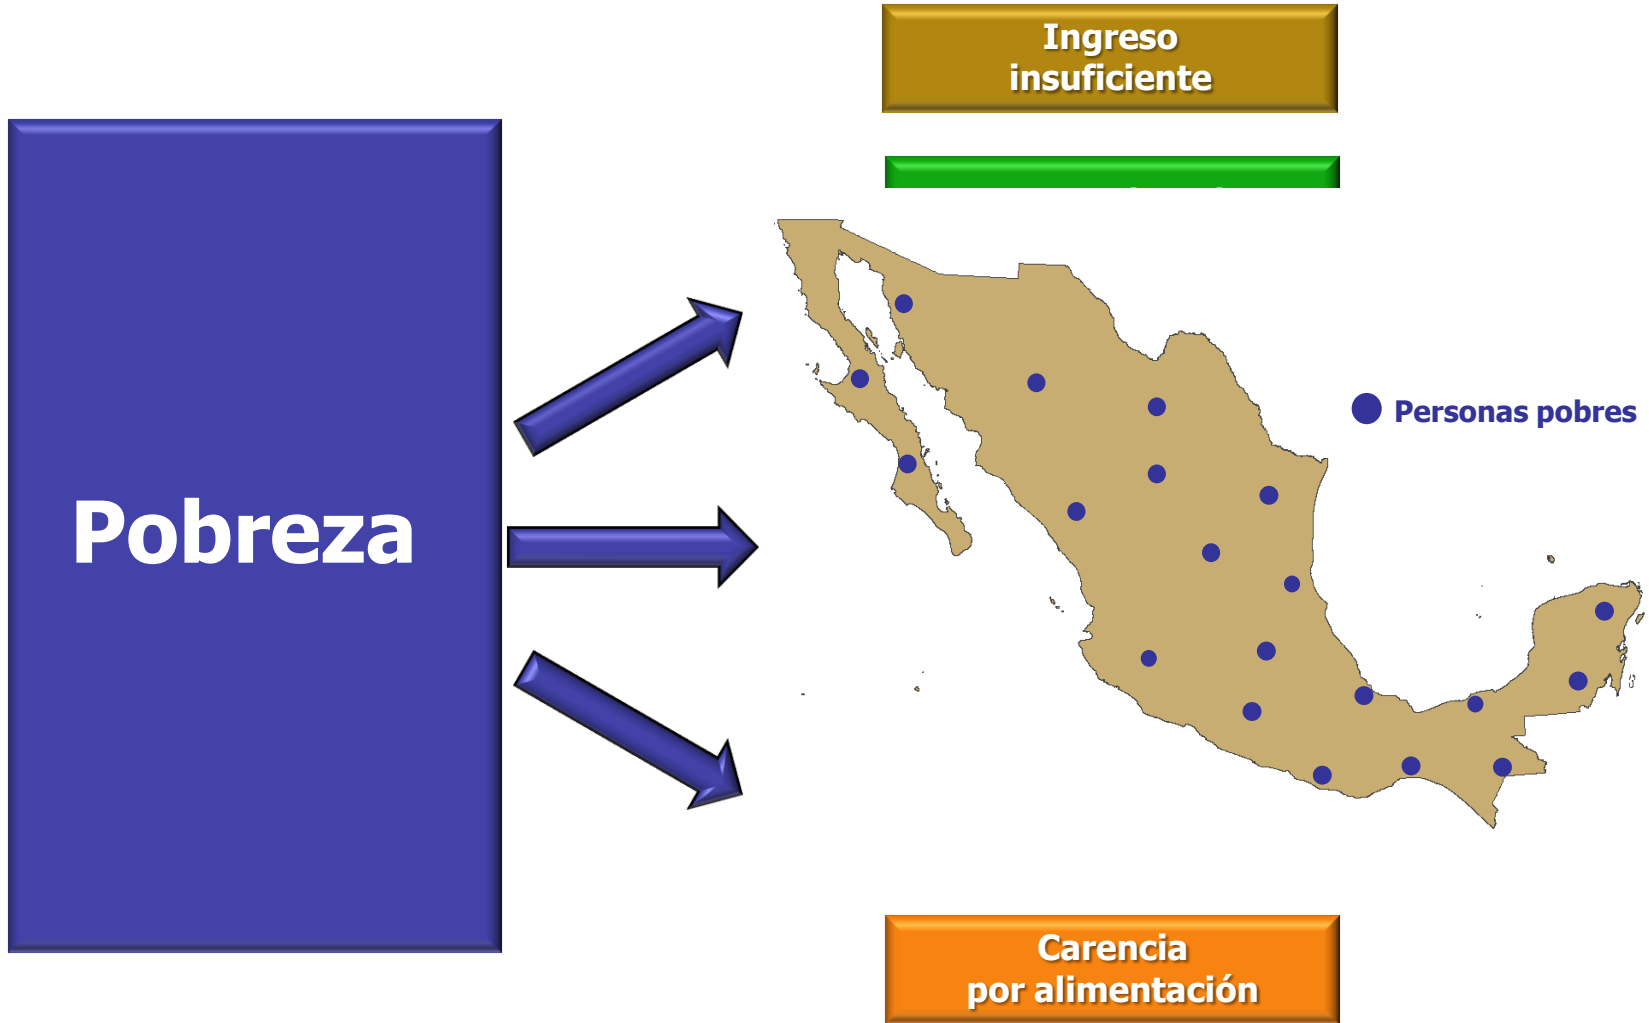 Ingreso
insuficiente
Pobreza
Personas pobres
Carencia
por alimentación